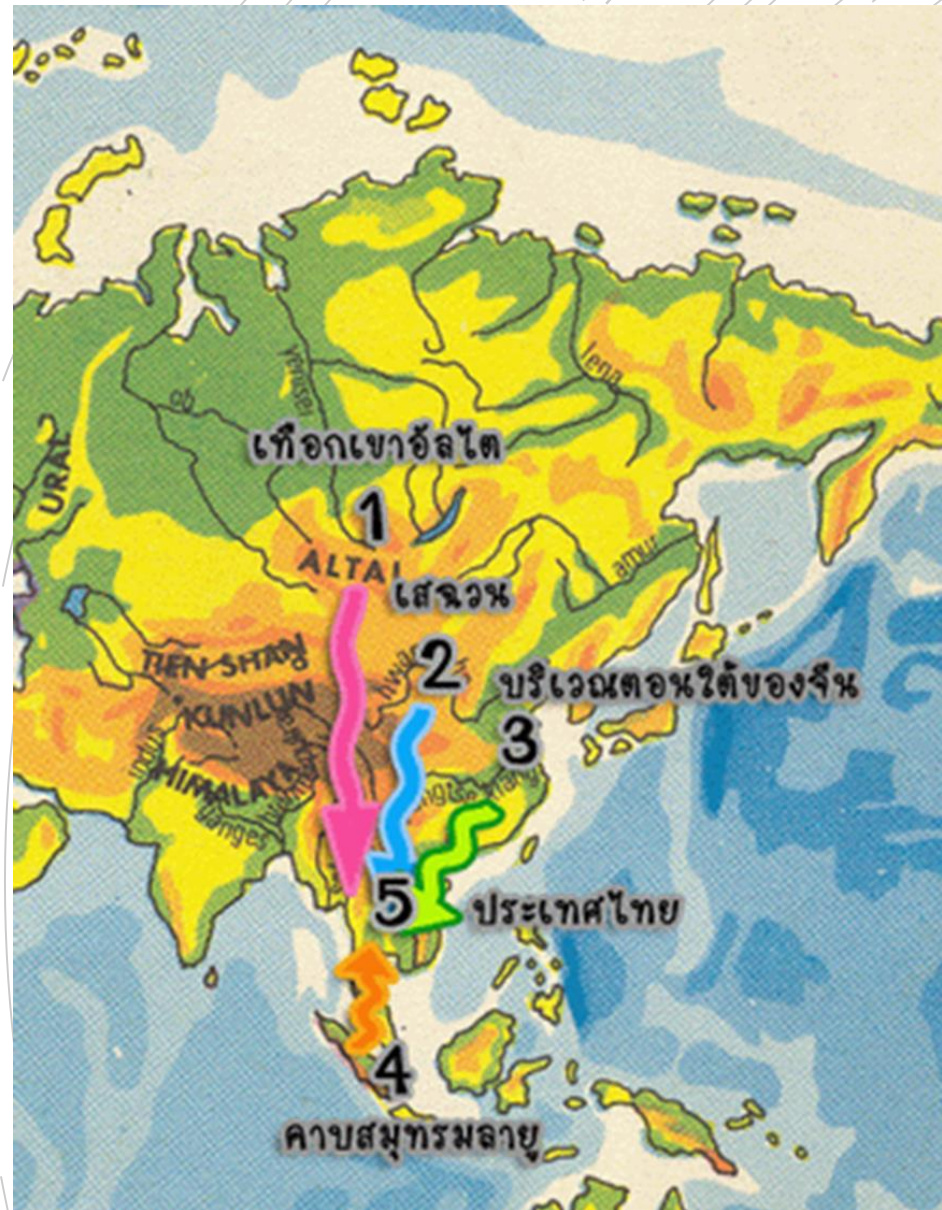 ob
yenisei
lena
เทือกเขาอัลไต
URAL
1
ALTAI
amur
เสฉวน
TIEN SHAN
2
บริเวณตอนใต้ของจีน
KUNLUN
3
indus
HIMALAYA
ganges
5
ประเทศไทย
4
คาบสมุทรมลายู